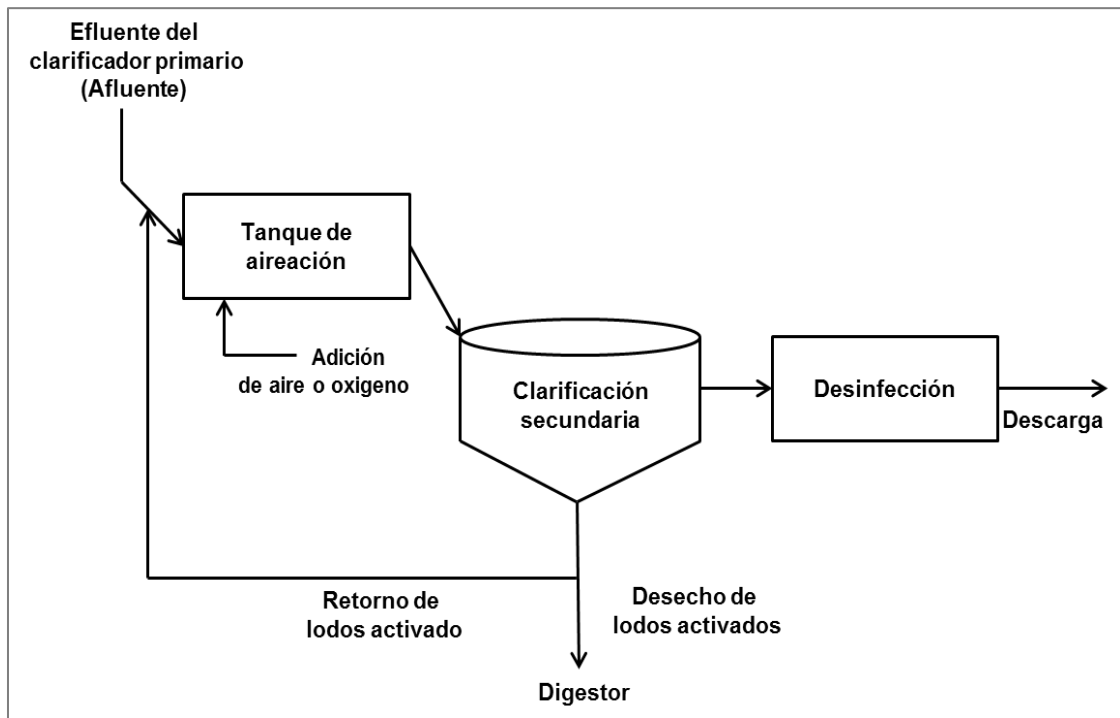 Efluente del
clarificador primario
(Afluente)
Tanque de
aireación
Adición
de aire o oxigeno
Clarificación
secundaria
Desinfección
Descarga
Retorno de
lodos activado
Desecho de
lodos activados
Digestor